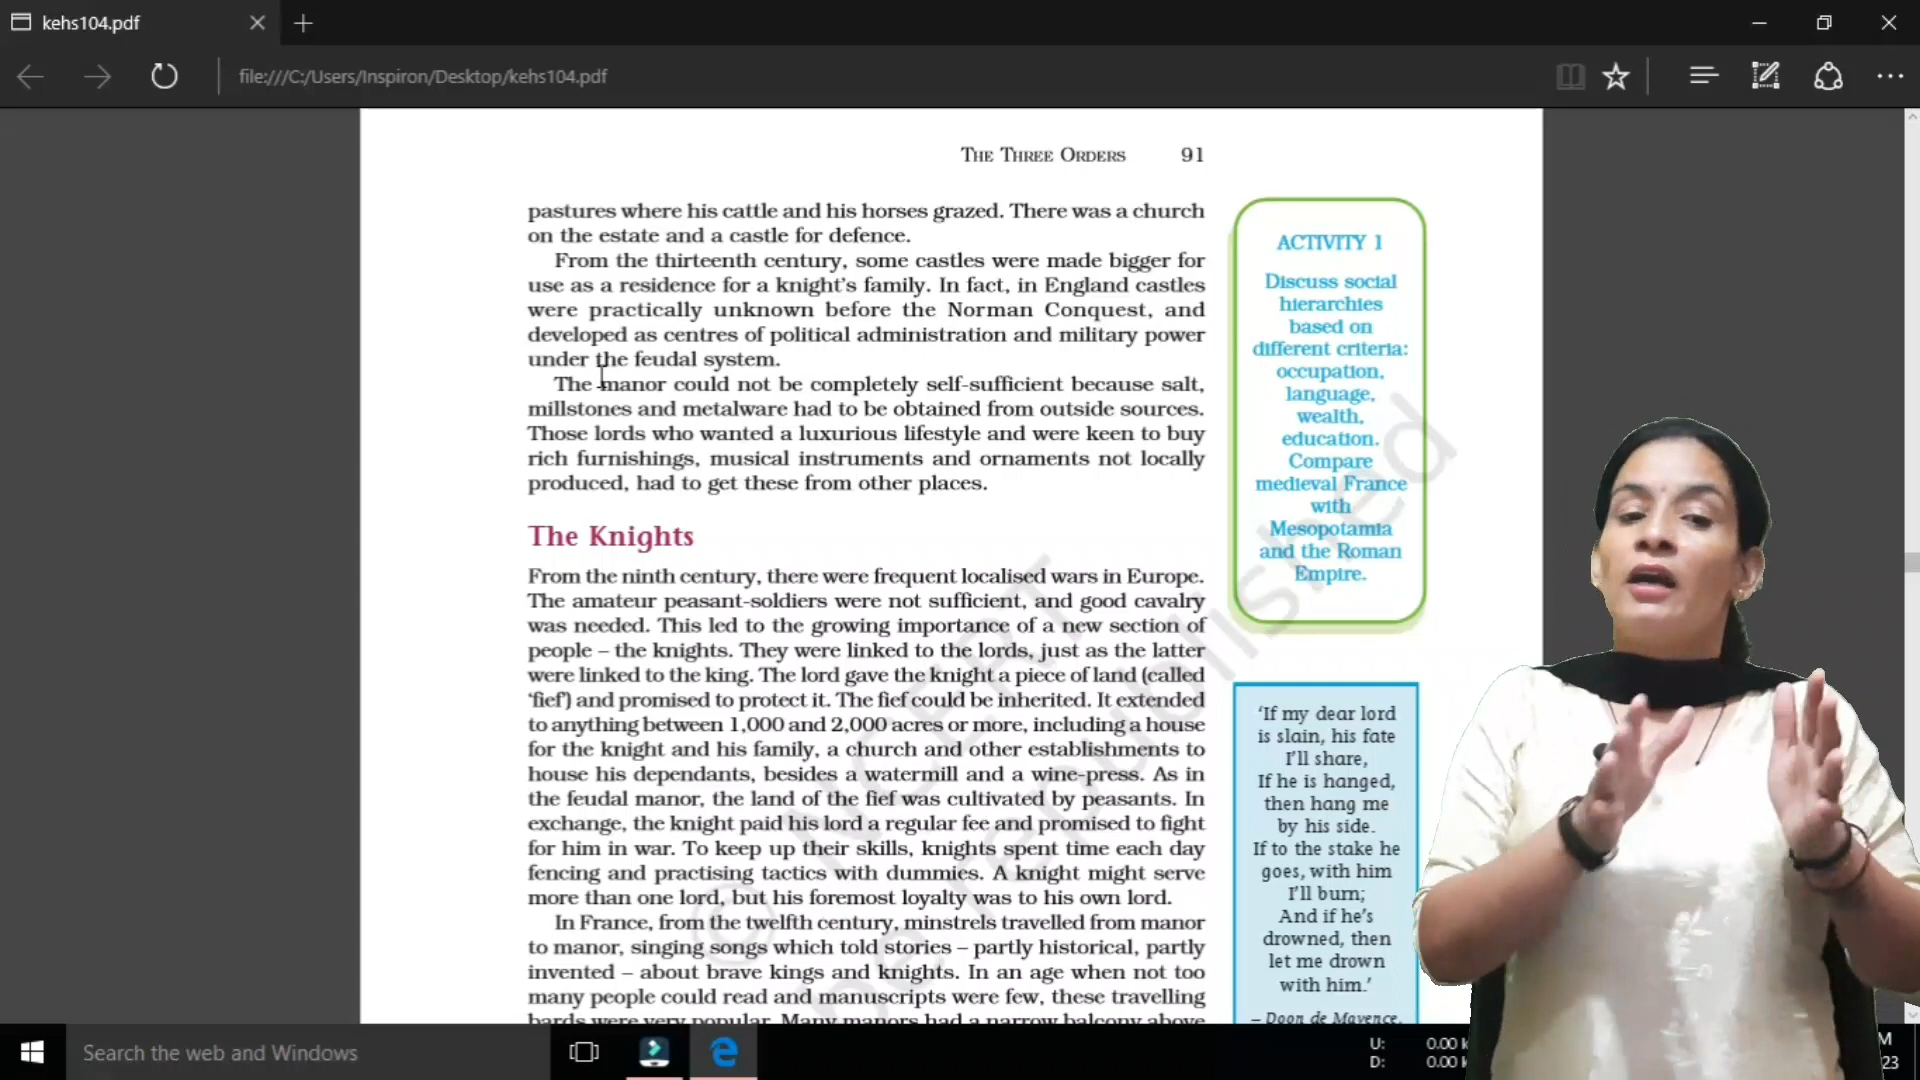 kehs104.pdf
file:///C:/Users/Inspiron/Desktop/kehs104.pdf
THE THREE ORDERS 91
pastures where his cattle and his horses grazed. There was a church
on the estate and a castle for defence.
From the thirteenth century, some castles were made bigger for
use as a residence for a knight's family. In fact, in England castles
were practically unknown before the Norman Conquest, and
developed as centres of political administration and military power
under the feudal system.
The manor could not be completely self-sufficient because salt,
millstones and metalware had to be obtained from outside sources.
Those lords who wanted a luxurious lifestyle and were keen to buy
rich furnishings, musical instruments and ornaments not locally
produced, had to get these from other places.
The Knights
From the ninth century, there were frequent localised wars in Europe.
The amateur peasant-soldiers were not sufficient, and good cavalry
was needed. This led to the growing importance of a new section of
people – the knights. They were linked to the lords, just as the latter
were linked to the king. The lord gave the knight a piece of land (called
'fief') and promised to protect it. The fief could be inherited. It extended
to anything between 1,000 and 2,000 acres or more, including a house
for the knight and his family, a church and other establishments to
house his dependants, besides a watermill and a wine-press. As in
the feudal manor, the land of the fief was cultivated by peasants. In
exchange, the knight paid his lord a regular fee and promised to fight
for him in war. To keep up their skills, knights spent time each day
fencing and practising tactics with dummies. A knight might serve
more than one lord, but his foremost loyalty was to his own lord.
In France, from the twelfth century, minstrels travelled from manor
to manor, singing songs which told stories – partly historical, partly
invented – about brave kings and knights. In an age when not too
many people could read and manuscripts were few, these travelling
bards were very popular. Many manors had a narrow balcony above
ACTIVITY 1
Discuss social
hierarchies
based on
different criteria:
occupation,
language,
wealth,
education.
Compare
medieval France
with
Mesopotamia
and the Roman
Empire.
'If my dear lord
is slain, his fate
I'll share,
If he is hanged,
then hang me
by his side.
If to the stake he
goes, with him
I'll burn;
And if he's
drowned, then
let me drown
with him.'
– Doon de Mayence,
© NCERT
be republished
Search the web and Windows
U: 0.00 k
D: 0.00 k
M
23